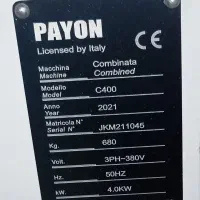 PAYON
Licensed by Italy
CE
Macchina Combinata
Machine Combined
Modello C400
Model
Anno 2021
Year
Matricola N° JKM211045
Serial N°
Kg. 680
Volt. 3PH-380V
Hz. 50HZ
kW. 4.0KW